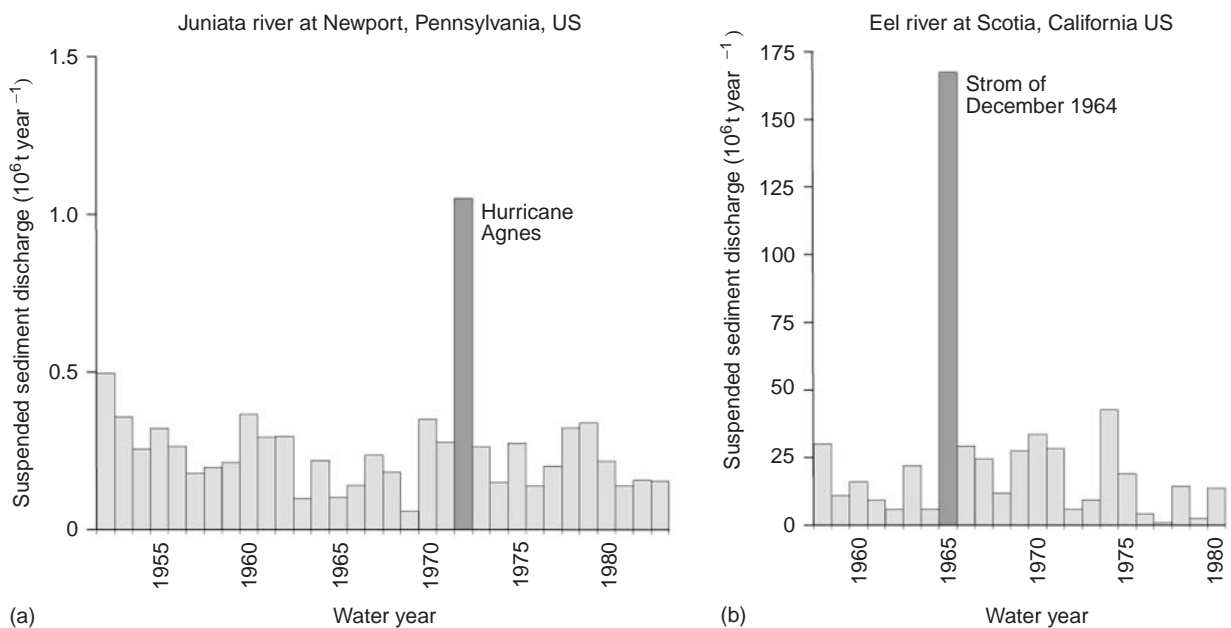 Juniata river at Newport, Pennsylvania, US
Suspended sediment discharge (10⁶t year ⁻¹)
1.5
1.0
0.5
0
Hurricane
Agnes
1955
1960
1965
1970
1975
1980
(a)
Water year
Eel river at Scotia, California US
Suspended sediment discharge (10⁶t year ⁻¹)
175
150
125
100
75
50
25
0
Strom of
December 1964
1960
1965
1970
1975
1980
(b)
Water year